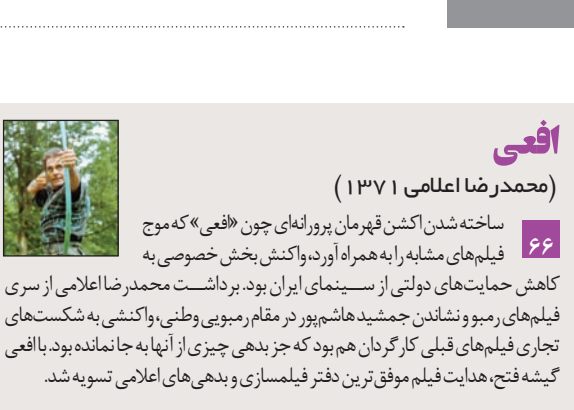 افعی
(محمدرضا اعلامی ۱۳۷۱)
۶۶
ساخته شدن اکشن قهرمان پرورانه‌ای چون «افعی» که موج
فیلم‌های مشابه را به همراه آورد، واکنش بخش خصوصی به
کاهش حمایت‌های دولتی از سینمای ایران بود. برداشت محمدرضا اعلامی از سری
فیلم‌های رمبو و نشاندن جمشید هاشم‌پور در مقام رمبویی وطنی، واکنشی به شکست‌های
تجاری فیلم‌های قبلی کارگردان هم بود که جز بدهی چیزی از آنها به جا نمانده بود. با افعی
گیشه فتح، هدایت فیلم موفق‌ترین دفتر فیلمسازی و بدهی‌های اعلامی تسویه شد.